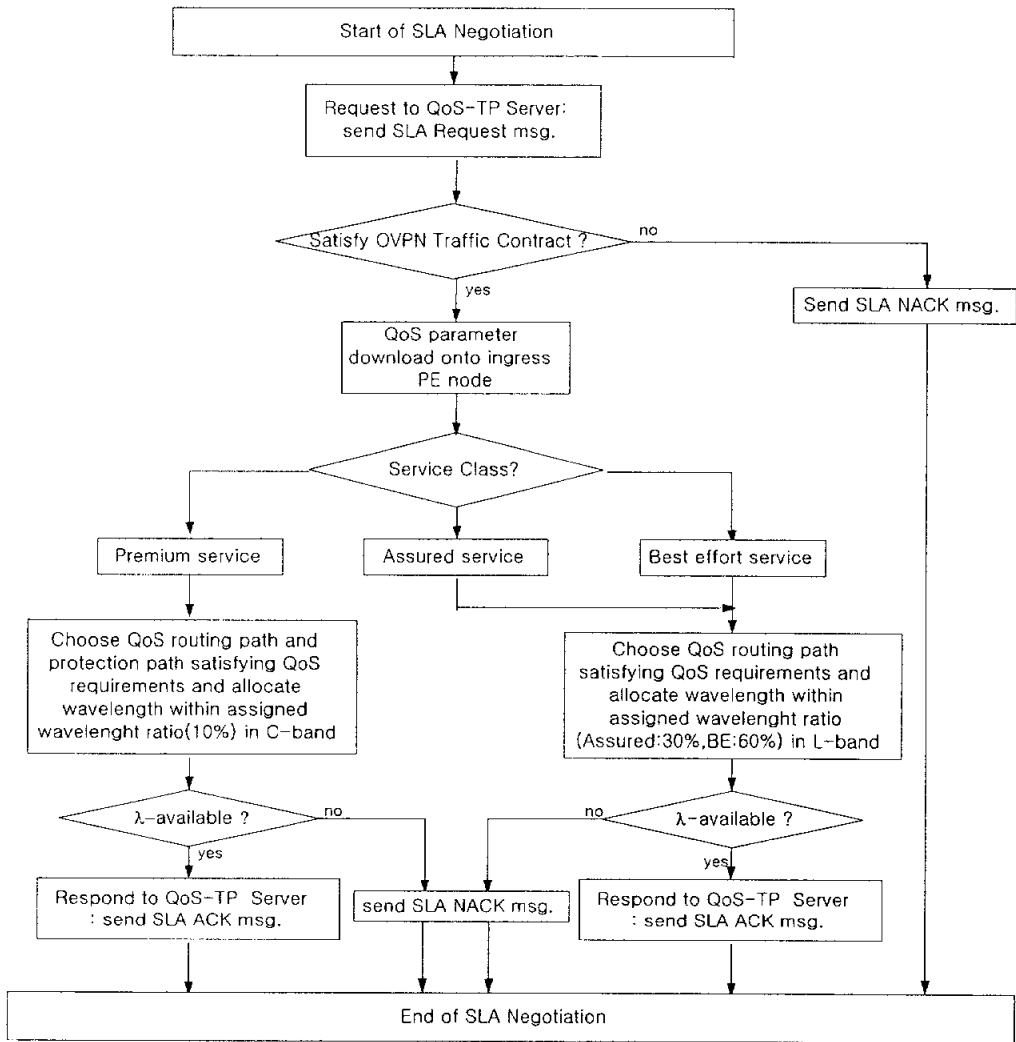 Start of SLA Negotiation
Request to QoS-TP Server:
send SLA Request msg.
Satisfy OVPN Traffic Contract ?
no
yes
Send SLA NACK msg.
QoS parameter
download onto ingress
PE node
Service Class?
Premium service
Assured service
Best effort service
Choose QoS routing path and
protection path satisfying QoS
requirements and allocate
wavelength within assigned
wavelenght ratio(10%) in C-band
Choose QoS routing path
satisfying QoS requirements and
allocate wavelength within
assigned wavelenght ratio
(Assured:30%,BE:60%) in L-band
λ-available ?
no
yes
no
λ-available ?
yes
Respond to QoS-TP Server
: send SLA ACK msg.
send SLA NACK msg.
Respond to QoS-TP Server
: send SLA ACK msg.
End of SLA Negotiation